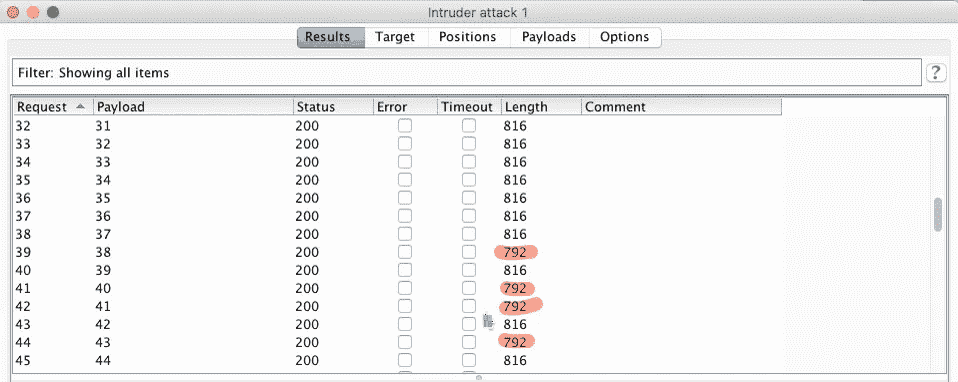 Intruder attack 1
Results Target Positions Payloads Options
Filter: Showing all items ?
Request Payload Status Error Timeout Length Comment
32 31 200 816
33 32 200 816
34 33 200 816
35 34 200 816
36 35 200 816
37 36 200 816
38 37 200 816
39 38 200 792
40 39 200 816
41 40 200 792
42 41 200 792
43 42 200 816
44 43 200 792
45 44 200 816